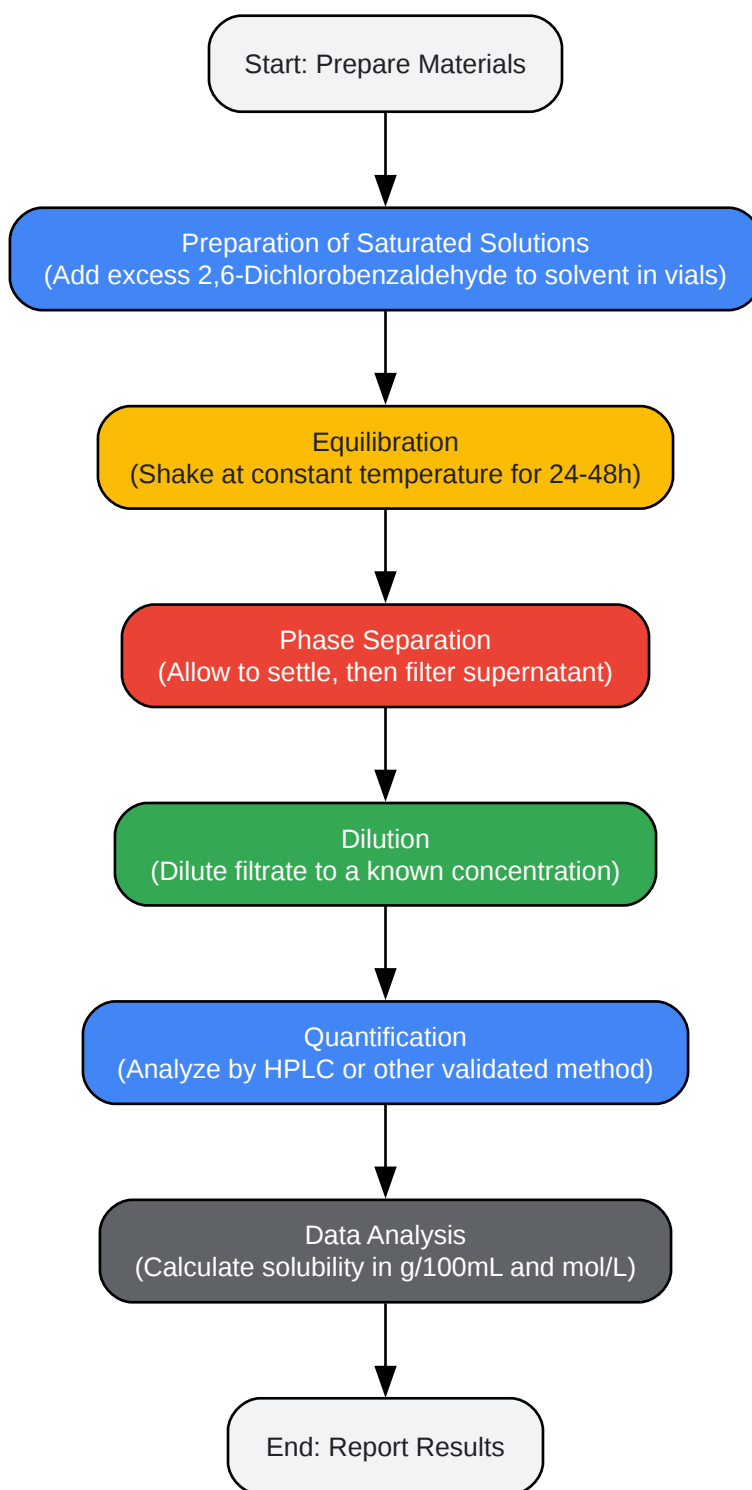 Start: Prepare Materials
Preparation of Saturated Solutions
(Add excess 2,6-Dichlorobenzaldehyde to solvent in vials)
Equilibration
(Shake at constant temperature for 24-48h)
Phase Separation
(Allow to settle, then filter supernatant)
Dilution
(Dilute filtrate to a known concentration)
Quantification
(Analyze by HPLC or other validated method)
Data Analysis
(Calculate solubility in g/100mL and mol/L)
End: Report Results